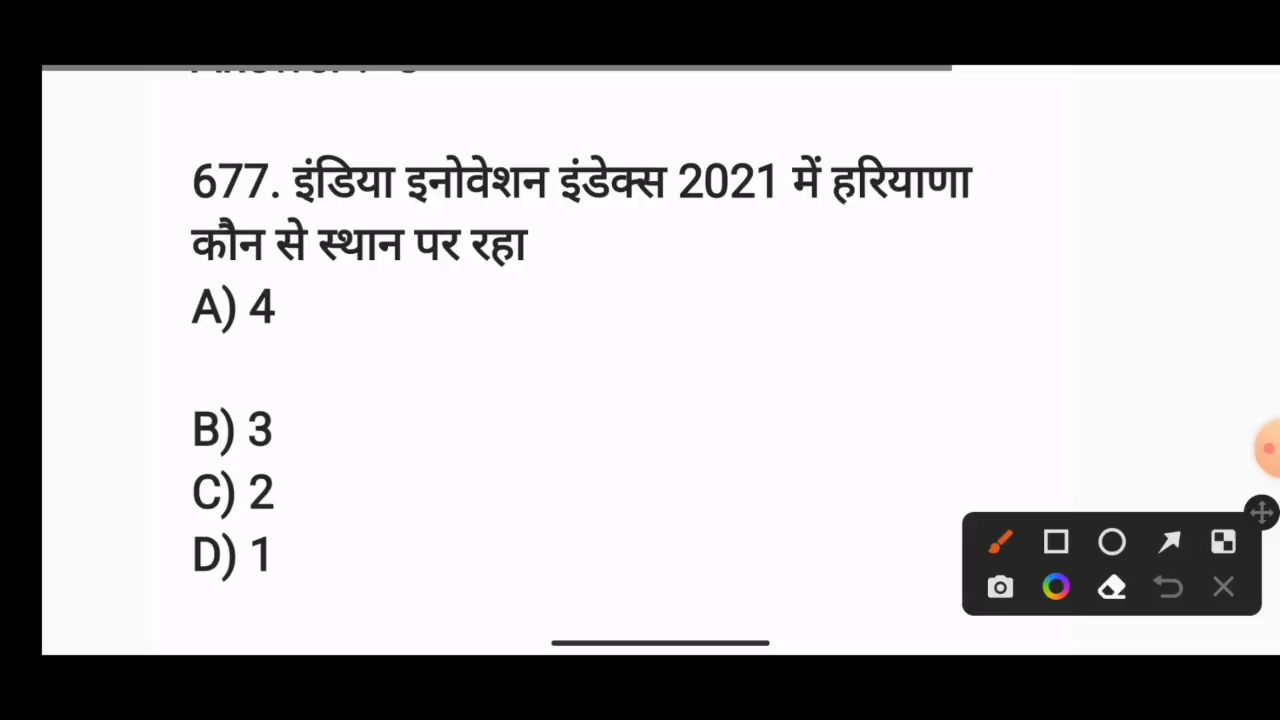 677. इंडिया इनोवेशन इंडेक्स 2021 में हरियाणा
कौन से स्थान पर रहा
A) 4
B) 3
C) 2
D) 1